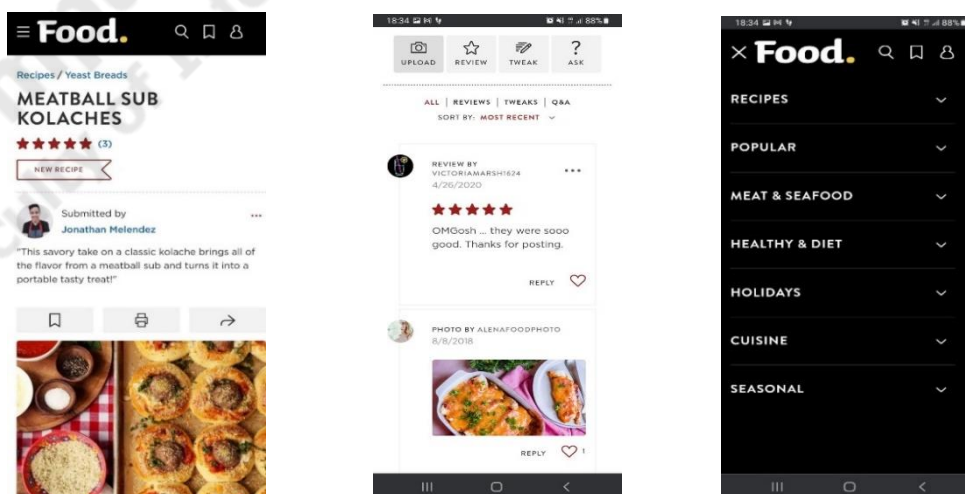 Food.
Recipes / Yeast Breads
MEATBALL SUB
KOLACHES
(3)
NEW RECIPE
Submitted by
Jonathan Melendez
"This savory take on a classic kolache brings all of
the flavor from a meatball sub and turns it into a
portable tasty treat!"
18:34
88%
UPLOAD REVIEW TWEAK ASK
ALL | REVIEWS | TWEAKS | Q&A
SORT BY: MOST RECENT
REVIEW BY
VICTORIAMARSH1624
4/26/2020
OMGosh ... they were sooo
good. Thanks for posting.
REPLY
PHOTO BY ALENAFOODPHOTO
8/8/2018
REPLY 1
18:34
88%
Food.
RECIPES
POPULAR
MEAT & SEAFOOD
HEALTHY & DIET
HOLIDAYS
CUISINE
SEASONAL